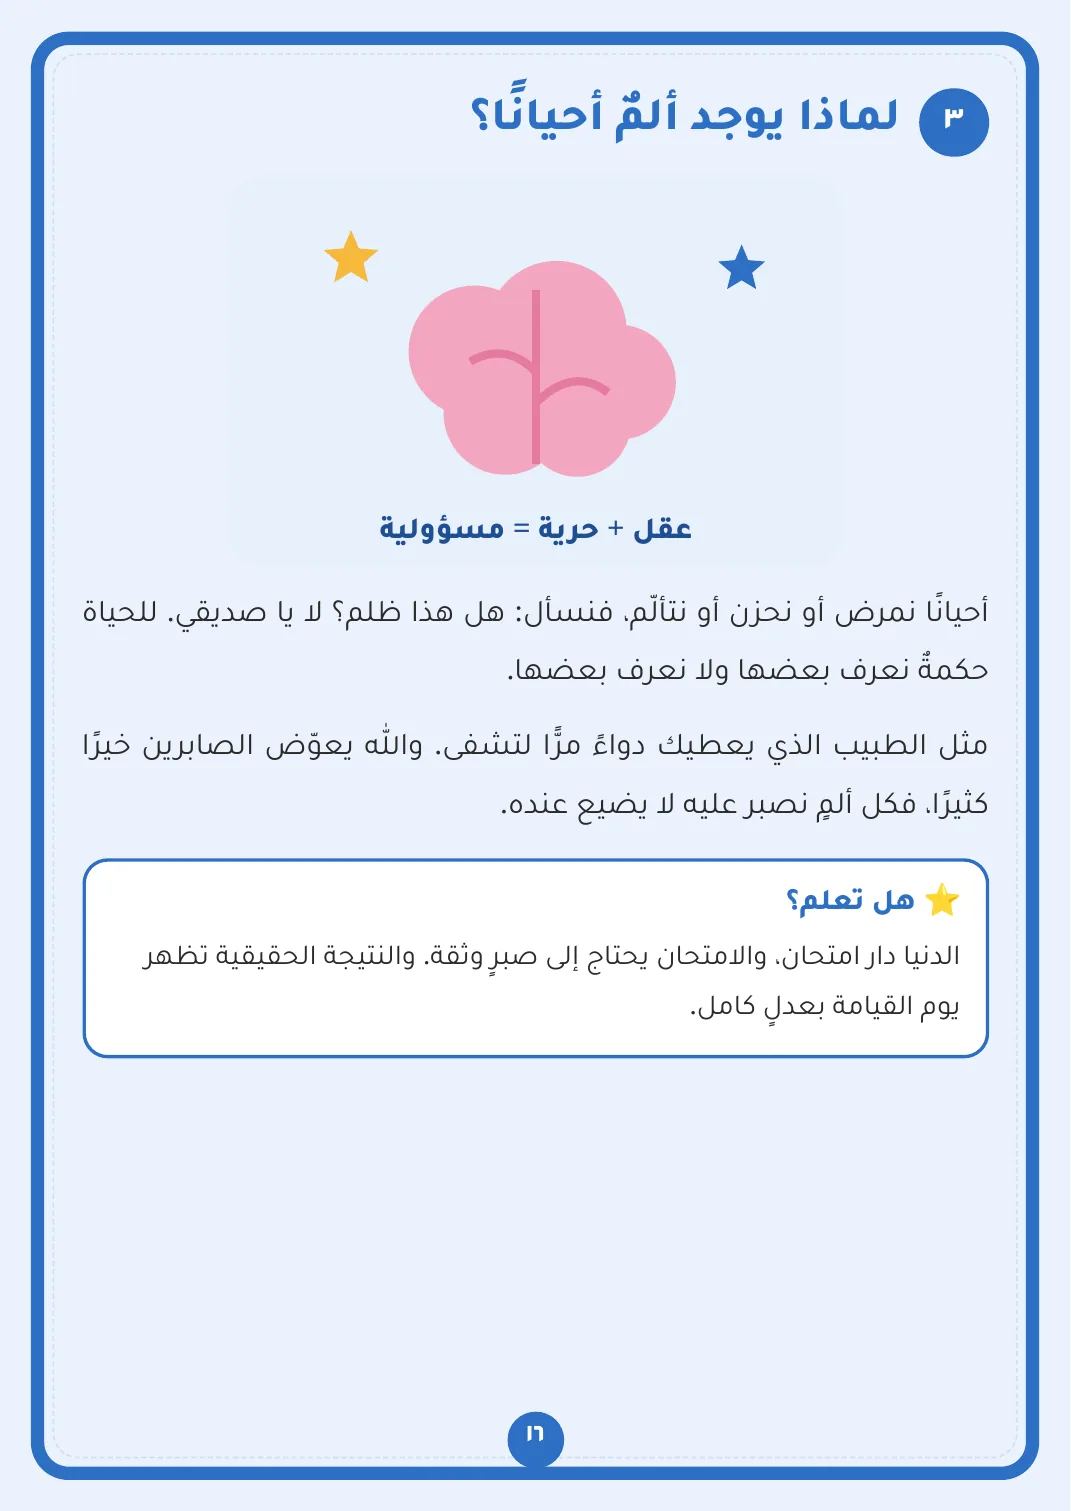 ٣ لماذا يوجد ألمٌ أحيانًا؟
عقل + حرية = مسؤولية
أحيانًا نمرض أو نحزن أو نتألّم، فنسأل: هل هذا ظلم؟ لا يا صديقي. للحياة
حكمةٌ نعرف بعضها ولا نعرف بعضها.
مثل الطبيب الذي يعطيك دواءً مرًّا لتشفى. والله يعوّض الصابرين خيرًا
كثيرًا، فكل ألمٍ نصبر عليه لا يضيع عنده.
⭐ هل تعلم؟
الدنيا دار امتحان، والامتحان يحتاج إلى صبرٍ وثقة. والنتيجة الحقيقية تظهر
يوم القيامة بعدلٍ كامل.
١٦